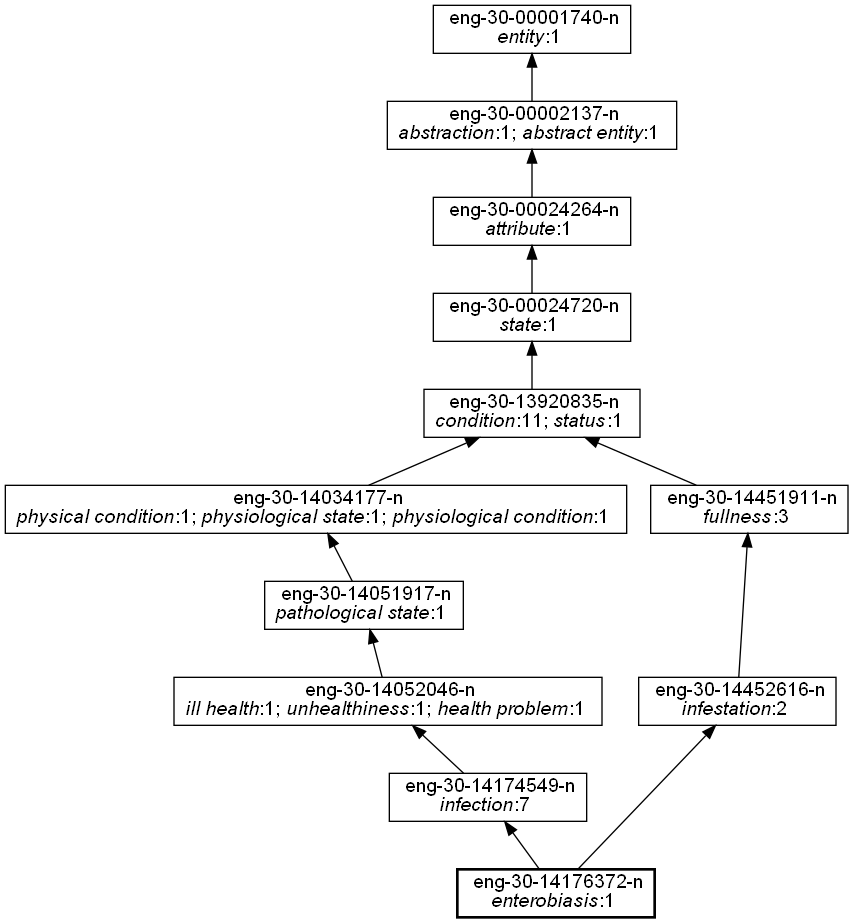 eng-30-00001740-n
entity:1
eng-30-00002137-n
abstraction:1; abstract entity:1
eng-30-00024264-n
attribute:1
eng-30-00024720-n
state:1
eng-30-13920835-n
condition:11; status:1
eng-30-14034177-n
physical condition:1; physiological state:1; physiological condition:1
eng-30-14451911-n
fullness:3
eng-30-14051917-n
pathological state:1
eng-30-14052046-n
ill health:1; unhealthiness:1; health problem:1
eng-30-14452616-n
infestation:2
eng-30-14174549-n
infection:7
eng-30-14176372-n
enterobiasis:1